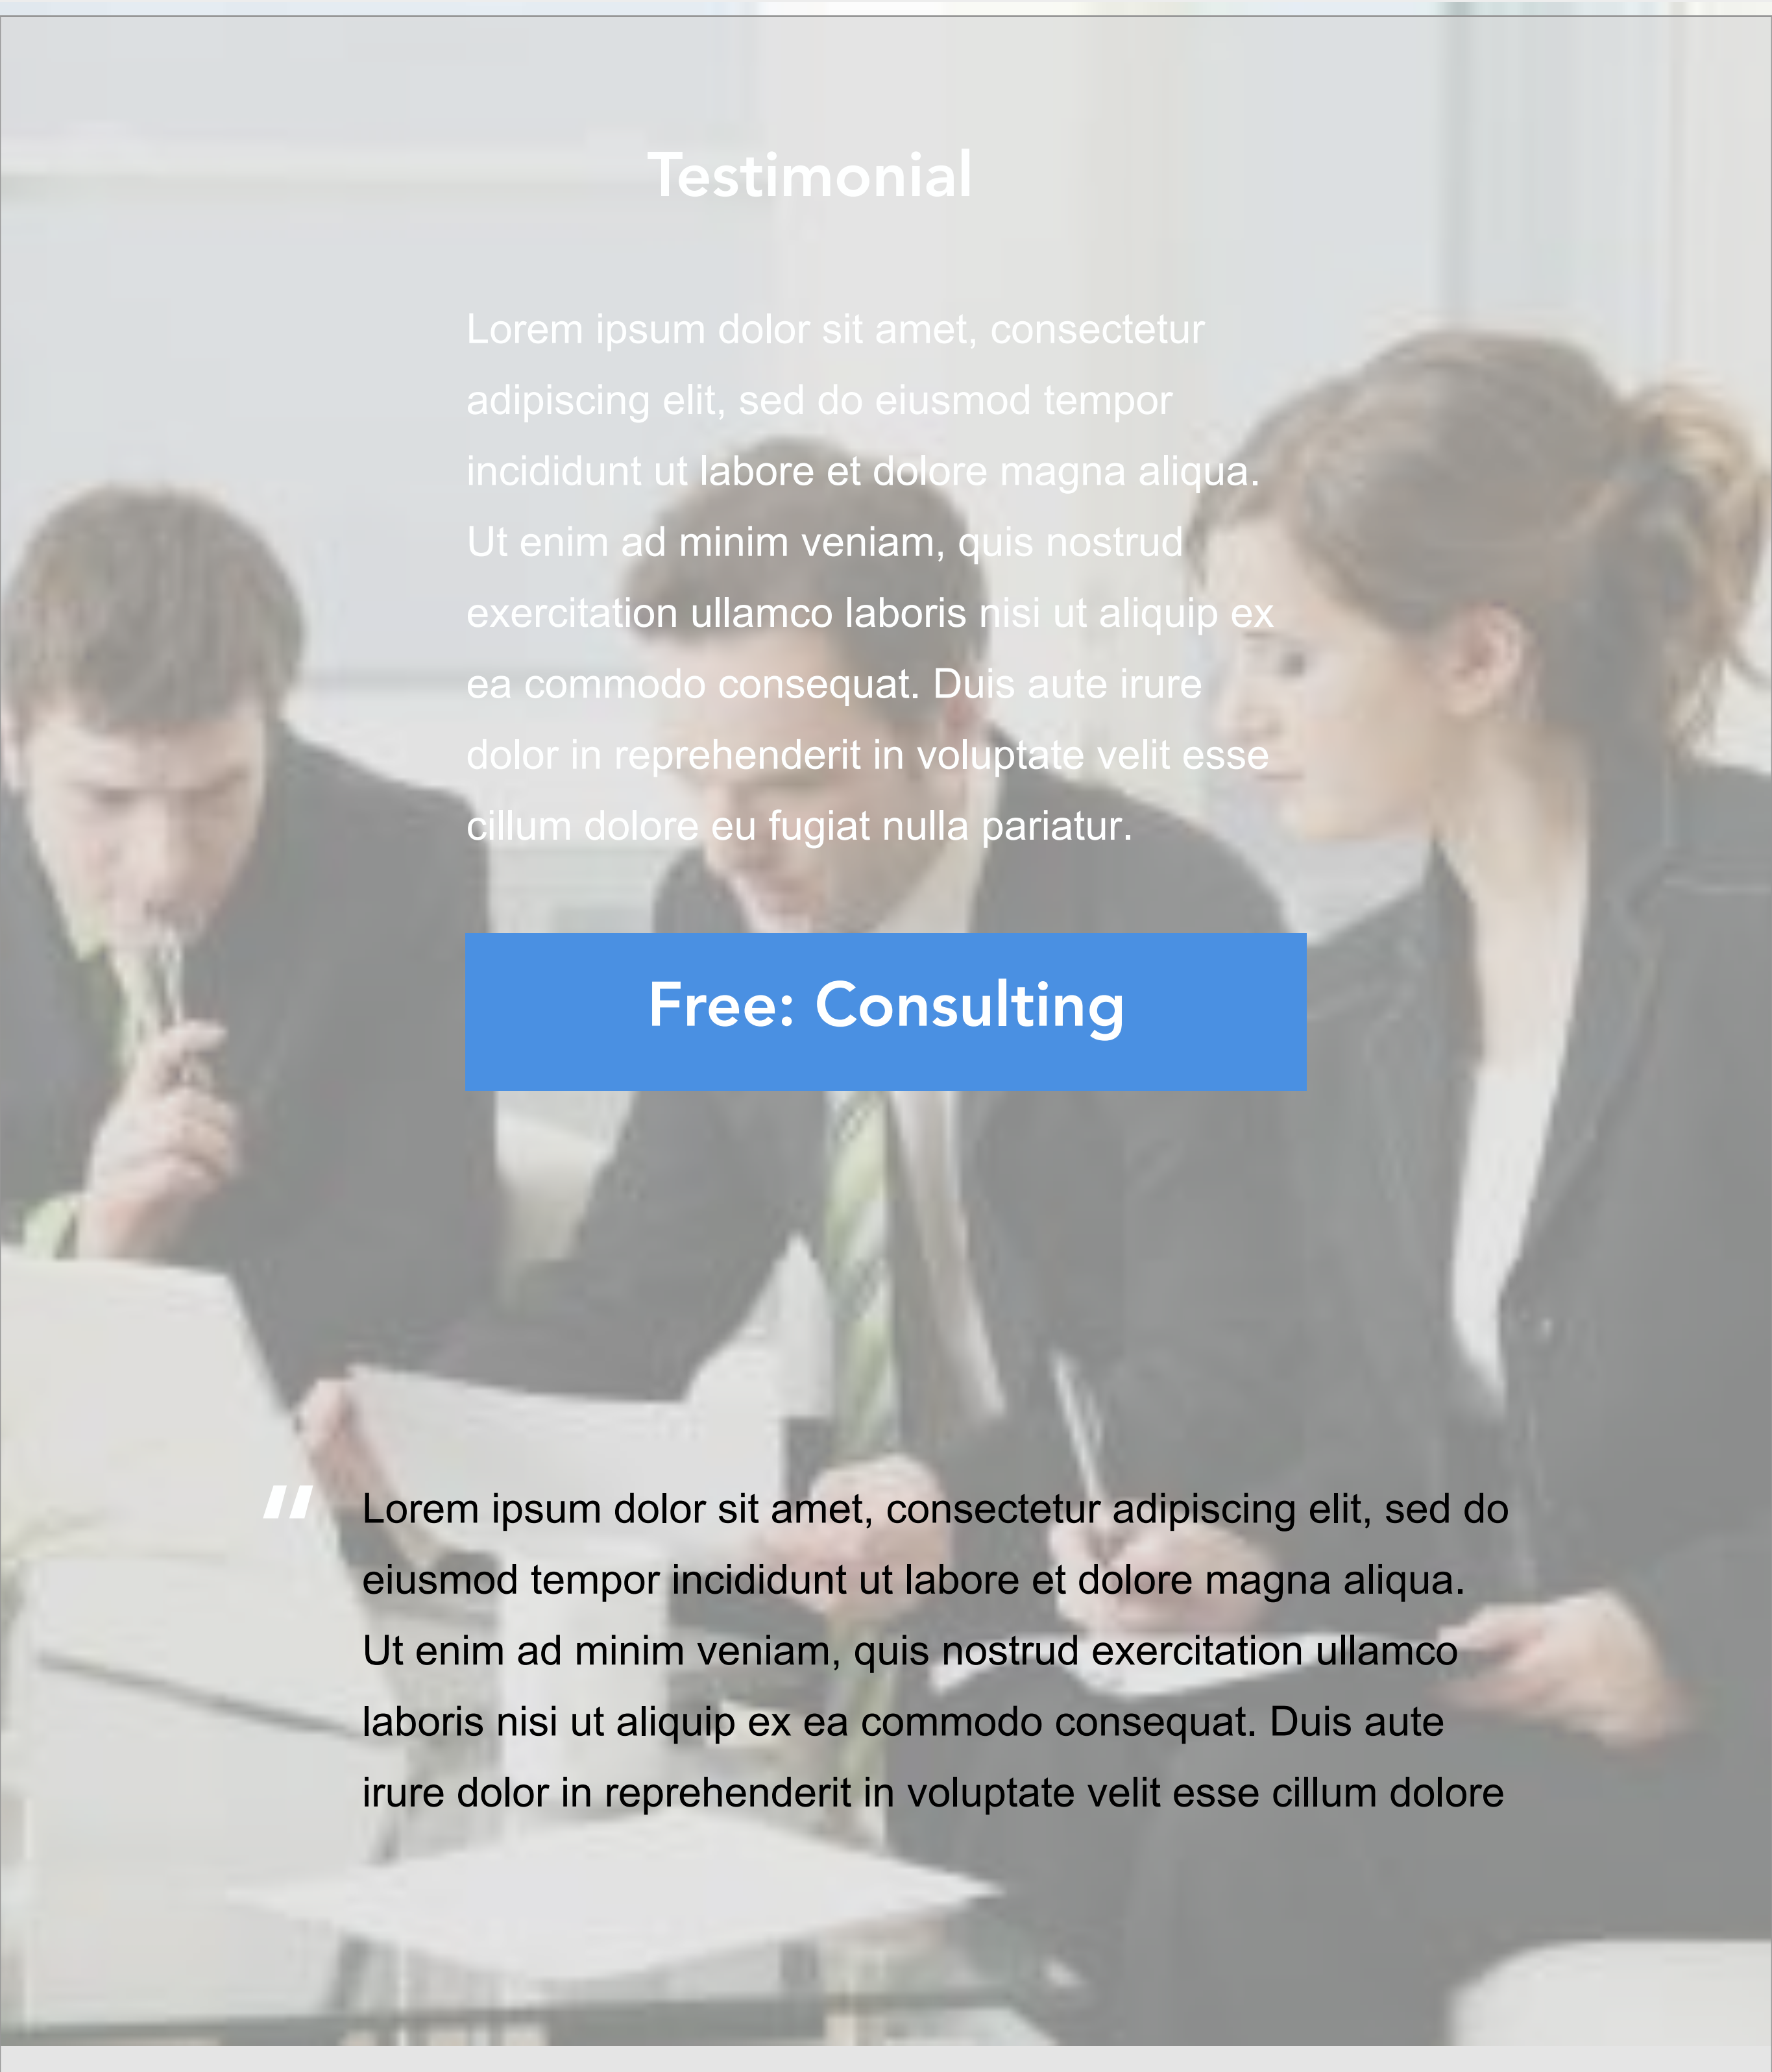 Testimonial
Lorem ipsum dolor sit amet, consectetur
adipiscing elit, sed do eiusmod tempor
incididunt ut labore et dolore magna aliqua.
Ut enim ad minim veniam, quis nostrud
exercitation ullamco laboris nisi ut aliquip ex
ea commodo consequat. Duis aute irure
dolor in reprehenderit in voluptate velit esse
cillum dolore eu fugiat nulla pariatur.
Free: Consulting
" Lorem ipsum dolor sit amet, consectetur adipiscing elit, sed do
eiusmod tempor incididunt ut labore et dolore magna aliqua.
Ut enim ad minim veniam, quis nostrud exercitation ullamco
laboris nisi ut aliquip ex ea commodo consequat. Duis aute
irure dolor in reprehenderit in voluptate velit esse cillum dolore